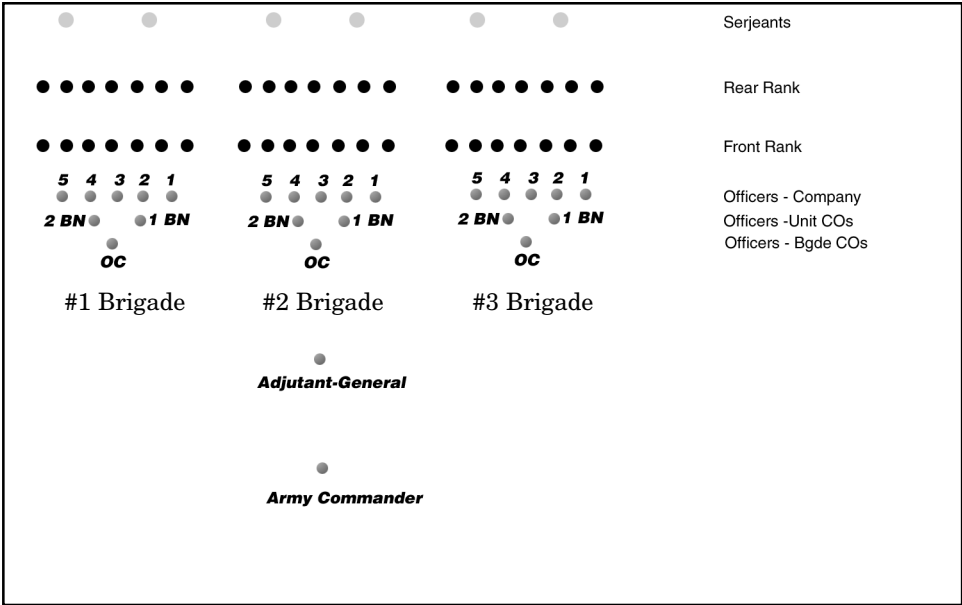 Serjeants
Rear Rank
Front Rank
5 4 3 2 1 5 4 3 2 1 5 4 3 2 1 Officers - Company
2 BN 1 BN 2 BN 1 BN 2 BN 1 BN Officers -Unit COs
Officers - Bgde COs
OC OC OC
#1 Brigade #2 Brigade #3 Brigade
Adjutant-General
Army Commander